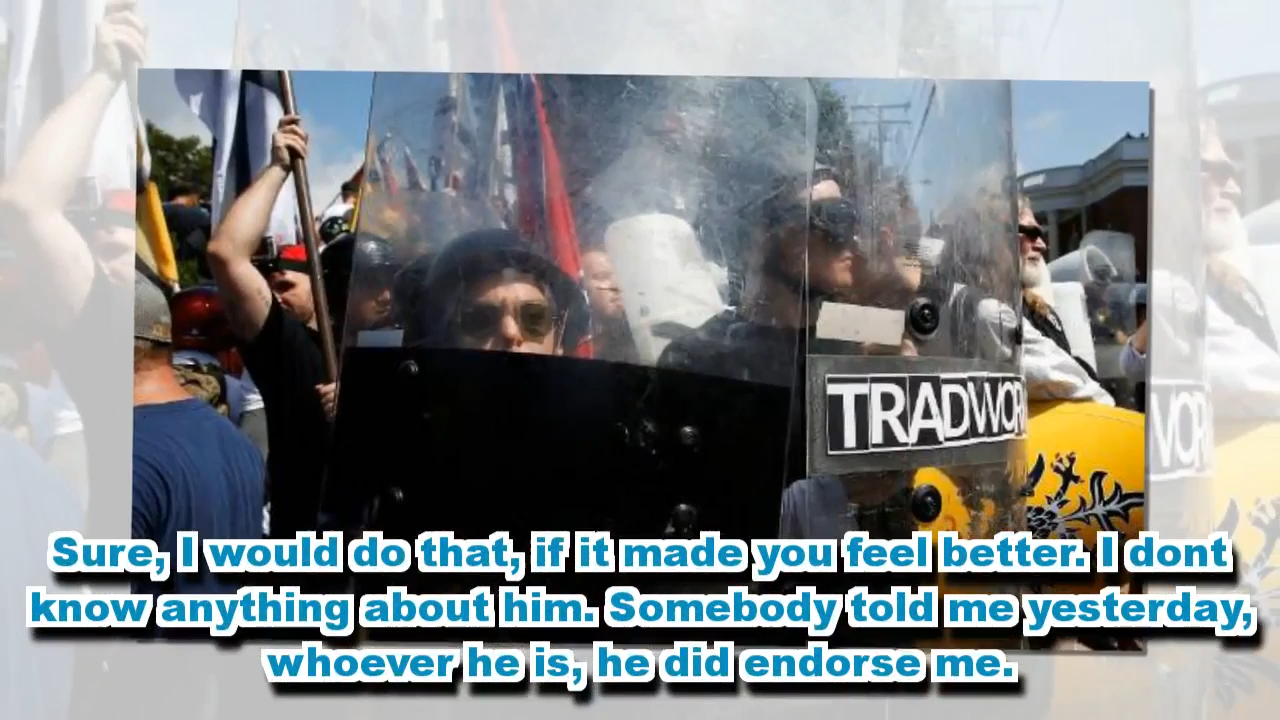 TRADWOR
VOR
Sure, I would do that, if it made you feel better. I dont
know anything about him. Somebody told me yesterday,
whoever he is, he did endorse me.